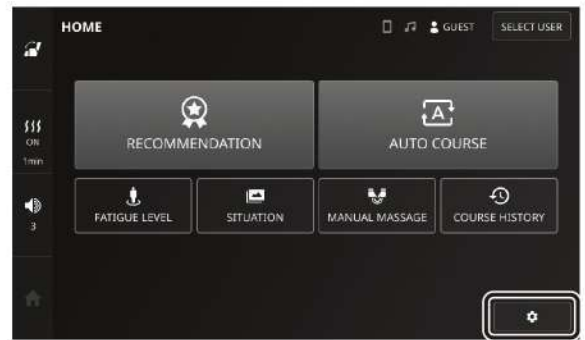 HOME
GUEST
SELECT USER
ON
1min
3
RECOMMENDATION
AUTO COURSE
FATIGUE LEVEL
SITUATION
MANUAL MASSAGE
COURSE HISTORY